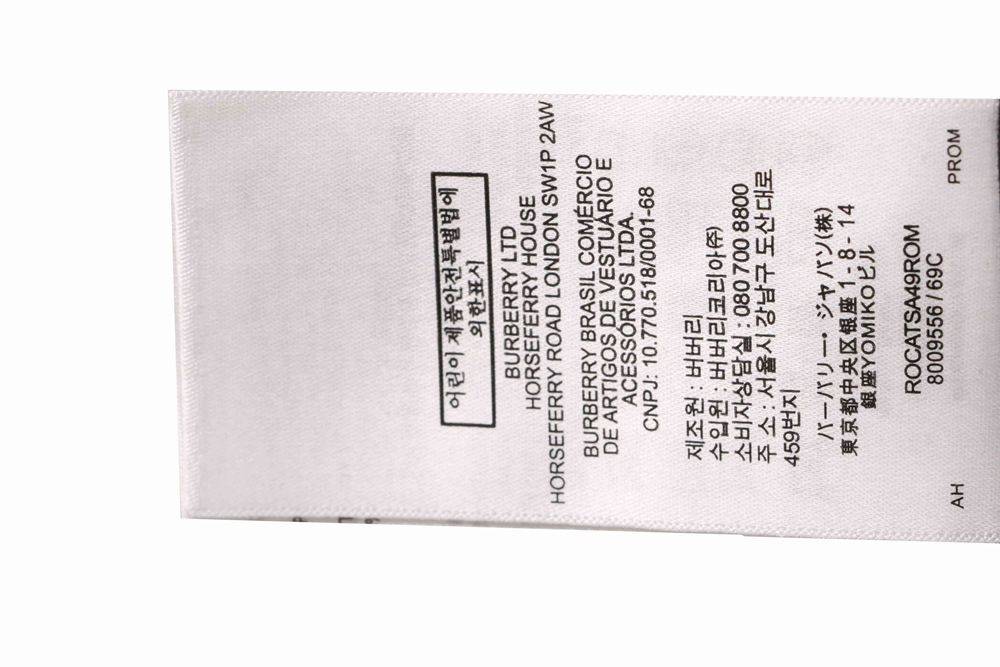 어린이 제품안전특별법에
외한표시
BURBERRY LTD
HORSEFERRY HOUSE
HORSEFERRY ROAD LONDON SW1P 2AW
BURBERRY BRASIL COMÉRCIO
DE ARTIGOS DE VESTUÁRIO E
ACESSÓRIOS LTDA.
CNPJ: 10.770.518/0001-68
제조원 : 버버리
수입원 : 버버리코리아(주)
소비자상담실 : 080 700 8800
주 소 : 서울시 강남구 도산대로
459번지
バーバリー・ジャパン(株)
東京都中央区銀座 1 - 8 - 14
銀座YOMIKOビル
ROCATSA49ROM
8009556 / 69C
AH PROM